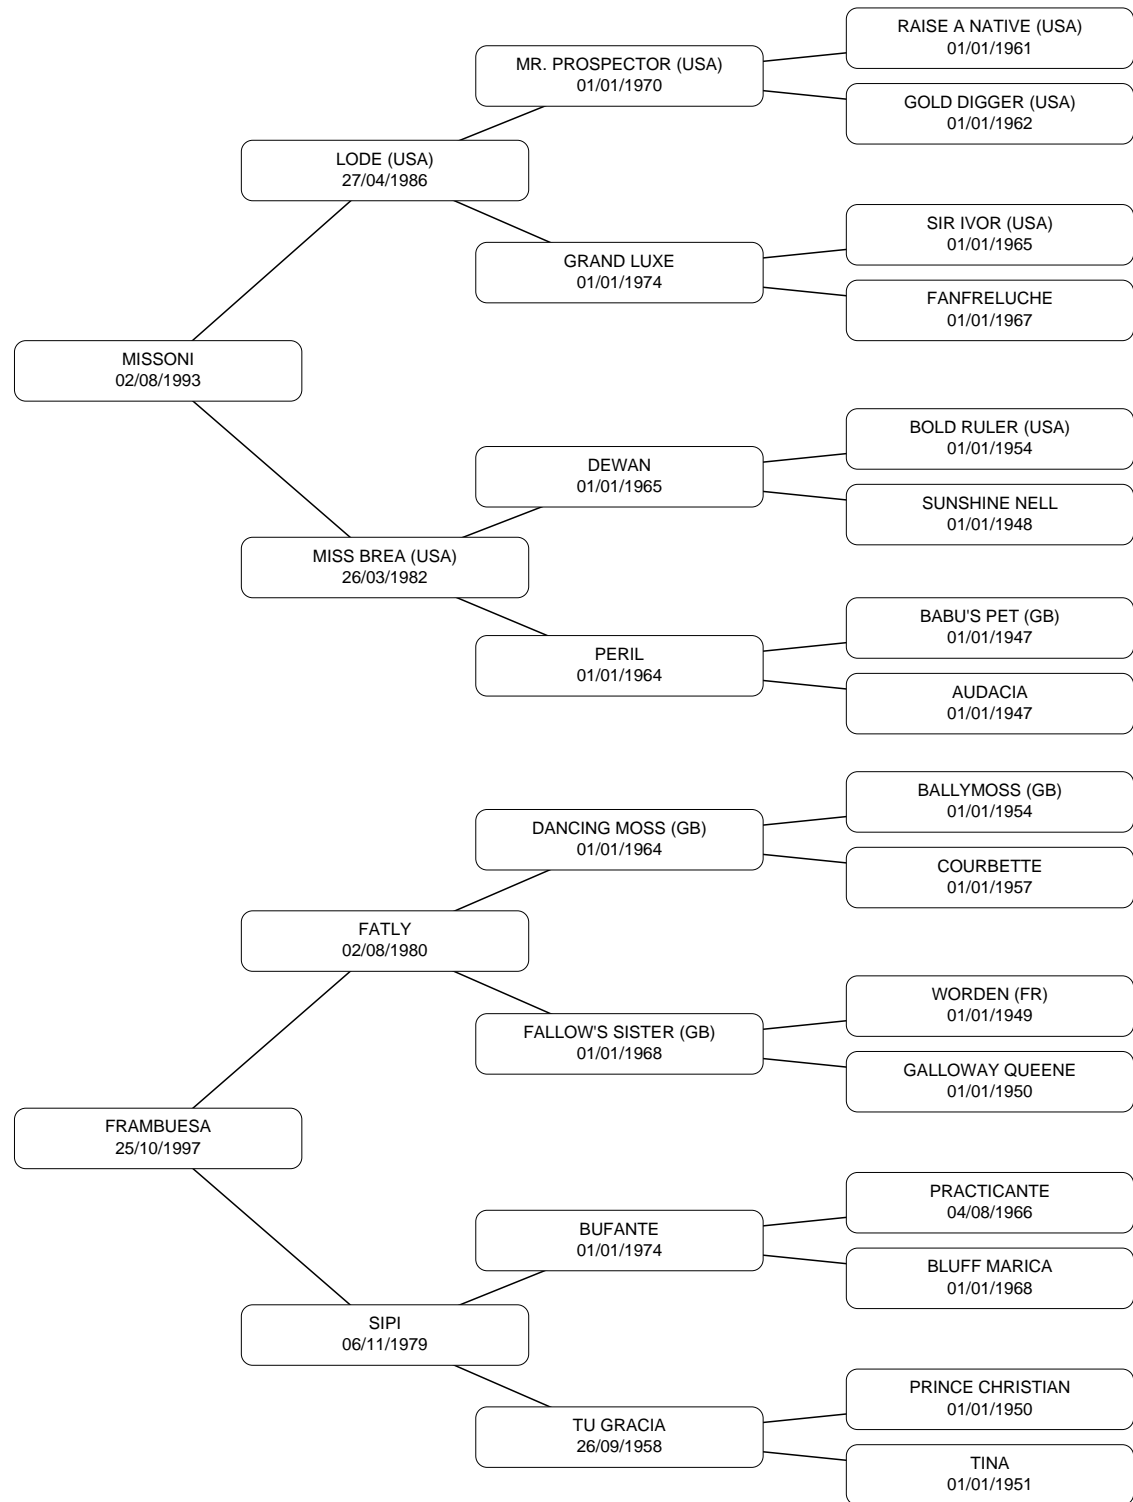 RAISE A NATIVE (USA)
01/01/1961
MR. PROSPECTOR (USA)
01/01/1970
GOLD DIGGER (USA)
01/01/1962
LODE (USA)
27/04/1986
SIR IVOR (USA)
01/01/1965
GRAND LUXE
01/01/1974
FANFRELUCHE
01/01/1967
MISSONI
02/08/1993
BOLD RULER (USA)
01/01/1954
DEWAN
01/01/1965
SUNSHINE NELL
01/01/1948
MISS BREA (USA)
26/03/1982
BABU'S PET (GB)
01/01/1947
PERIL
01/01/1964
AUDACIA
01/01/1947
BALLYMOSS (GB)
01/01/1954
DANCING MOSS (GB)
01/01/1964
COURBETTE
01/01/1957
FATLY
02/08/1980
WORDEN (FR)
01/01/1949
FALLOW'S SISTER (GB)
01/01/1968
GALLOWAY QUEENE
01/01/1950
FRAMBUESA
25/10/1997
PRACTICANTE
04/08/1966
BUFANTE
01/01/1974
BLUFF MARICA
01/01/1968
SIPI
06/11/1979
PRINCE CHRISTIAN
01/01/1950
TU GRACIA
26/09/1958
TINA
01/01/1951